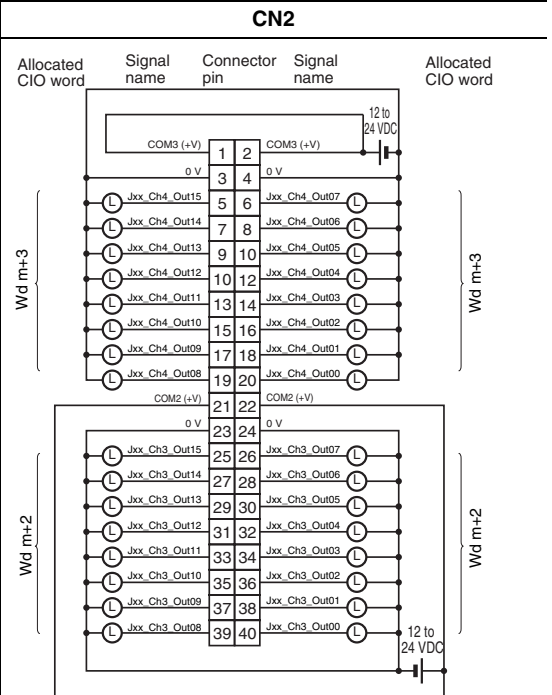 CN2
Allocated CIO word Signal name Connector pin Signal name Allocated CIO word
12 to 24 VDC
COM3 (+V) 1 2 COM3 (+V)
0 V 3 4 0 V
L Jxx_Ch4_Out15 5 6 Jxx_Ch4_Out07 L
L Jxx_Ch4_Out14 7 8 Jxx_Ch4_Out06 L
L Jxx_Ch4_Out13 9 10 Jxx_Ch4_Out05 L
L Jxx_Ch4_Out12 10 12 Jxx_Ch4_Out04 L
L Jxx_Ch4_Out11 13 14 Jxx_Ch4_Out03 L
L Jxx_Ch4_Out10 15 16 Jxx_Ch4_Out02 L
L Jxx_Ch4_Out09 17 18 Jxx_Ch4_Out01 L
L Jxx_Ch4_Out08 19 20 Jxx_Ch4_Out00 L
Wd m+3
Wd m+3
COM2 (+V) 21 22 COM2 (+V)
0 V 23 24 0 V
L Jxx_Ch3_Out15 25 26 Jxx_Ch3_Out07 L
L Jxx_Ch3_Out14 27 28 Jxx_Ch3_Out06 L
L Jxx_Ch3_Out13 29 30 Jxx_Ch3_Out05 L
L Jxx_Ch3_Out12 31 32 Jxx_Ch3_Out04 L
L Jxx_Ch3_Out11 33 34 Jxx_Ch3_Out03 L
L Jxx_Ch3_Out10 35 36 Jxx_Ch3_Out02 L
L Jxx_Ch3_Out09 37 38 Jxx_Ch3_Out01 L
L Jxx_Ch3_Out08 39 40 Jxx_Ch3_Out00 L
Wd m+2
Wd m+2
12 to 24 VDC